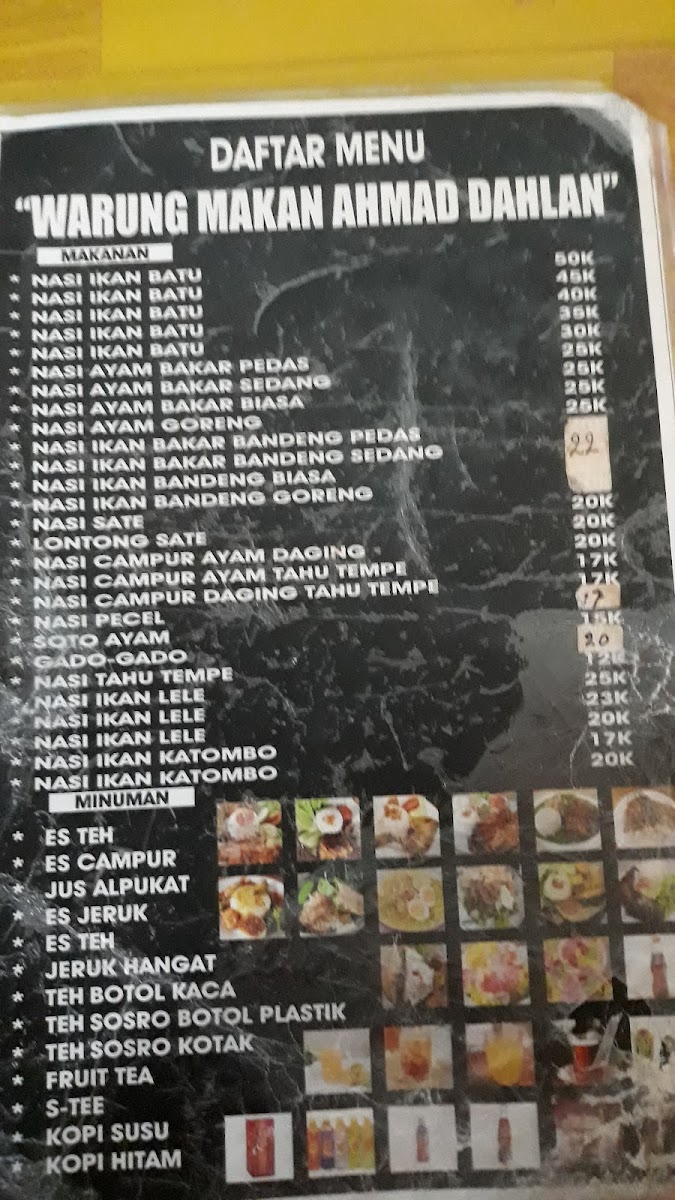 DAFTAR MENU
"WARUNG MAKAN AHMAD DAHLAN"
MAKANAN
* NASI IKAN BATU 50K
* NASI IKAN BATU 45K
* NASI IKAN BATU 40K
* NASI IKAN BATU 35K
* NASI IKAN BATU 30K
* NASI AYAM BAKAR PEDAS 25K
* NASI AYAM BAKAR SEDANG 25K
* NASI AYAM BAKAR BIASA 25K
* NASI AYAM GORENG 25K
* NASI IKAN BAKAR BANDENG PEDAS
* NASI IKAN BAKAR BANDENG SEDANG 22
* NASI IKAN BANDENG BIASA
* NASI IKAN BANDENG GORENG
* NASI SATE 20K
* LONTONG SATE 20K
* NASI CAMPUR AYAM DAGING 20K
* NASI CAMPUR AYAM TAHU TEMPE 17K
* NASI CAMPUR DAGING TAHU TEMPE 17K
* NASI PECEL 17
* SOTO AYAM 15K
* GADO-GADO 20
* NASI TAHU TEMPE 12K
* NASI IKAN LELE 25K
* NASI IKAN LELE 23K
* NASI IKAN LELE 20K
* NASI IKAN KATOMBO 17K
* NASI IKAN KATOMBO 20K
MINUMAN
* ES TEH
* ES CAMPUR
* JUS ALPUKAT
* ES JERUK
* ES TEH
* JERUK HANGAT
* TEH BOTOL KACA
* TEH SOSRO BOTOL PLASTIK
* TEH SOSRO KOTAK
* FRUIT TEA
* S-TEE
* KOPI SUSU
* KOPI HITAM